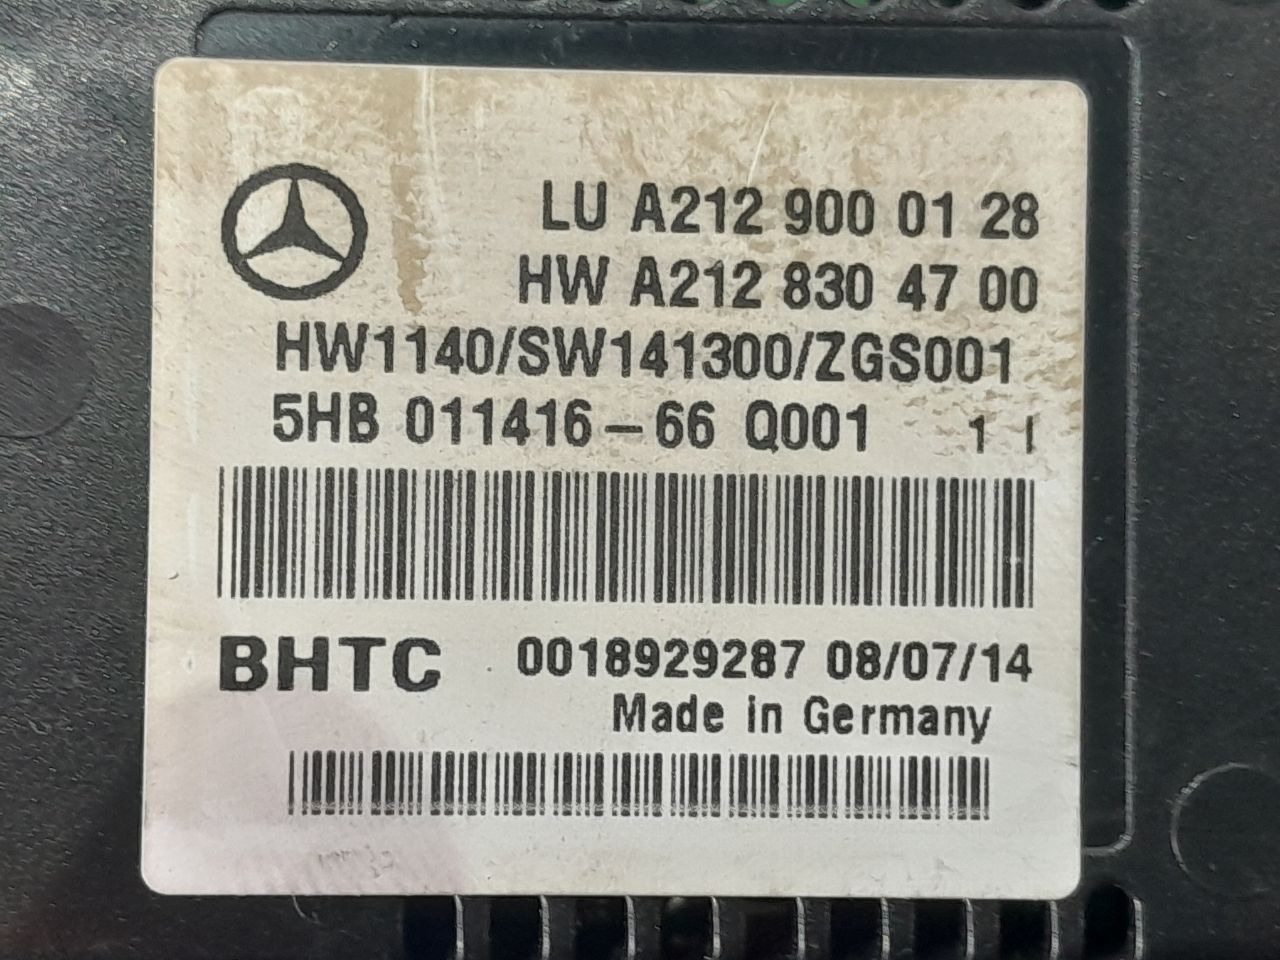 LU A212 900 01 28
HW A212 830 47 00
HW1140/SW141300/ZGS001
5HB 011416-66 Q001 1 I
BHTC 0018929287 08/07/14
Made in Germany